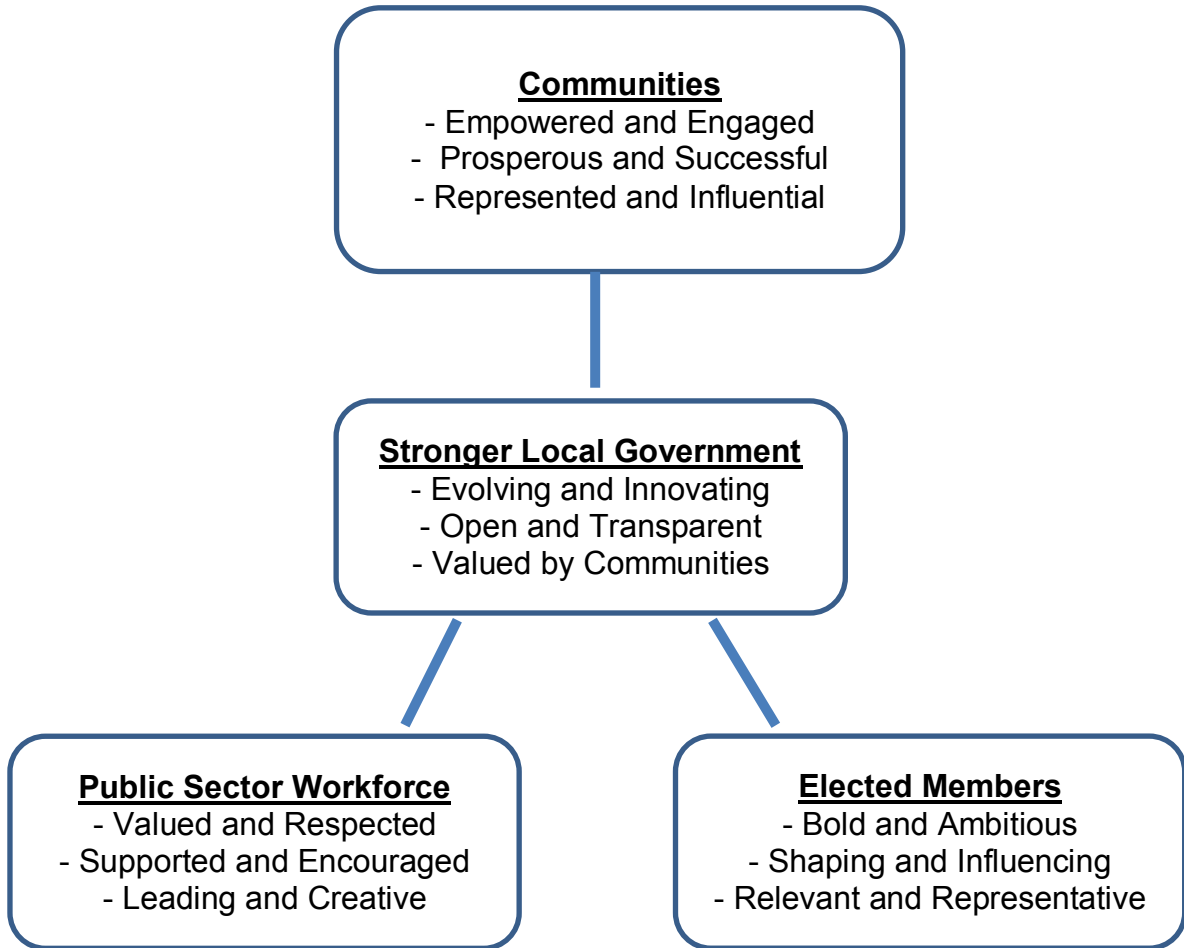 Communities
- Empowered and Engaged
- Prosperous and Successful
- Represented and Influential
Stronger Local Government
- Evolving and Innovating
- Open and Transparent
- Valued by Communities
Public Sector Workforce
- Valued and Respected
- Supported and Encouraged
- Leading and Creative
Elected Members
- Bold and Ambitious
- Shaping and Influencing
- Relevant and Representative